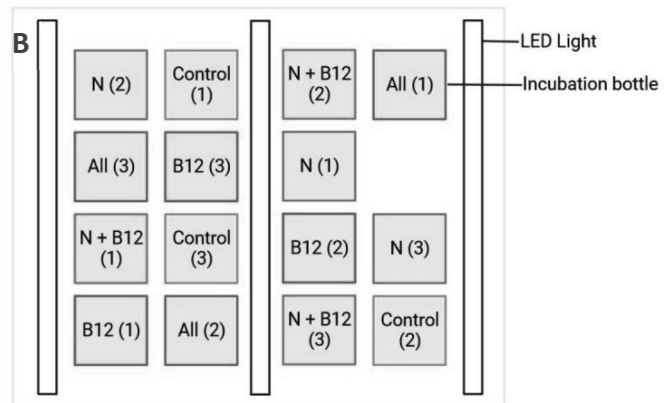 B
LED Light
N (2)
Control
(1)
N + B12
(2)
All (1)
Incubation bottle
All (3)
B12 (3)
N (1)
N + B12
(1)
Control
(3)
B12 (2)
N (3)
B12 (1)
All (2)
N + B12
(3)
Control
(2)